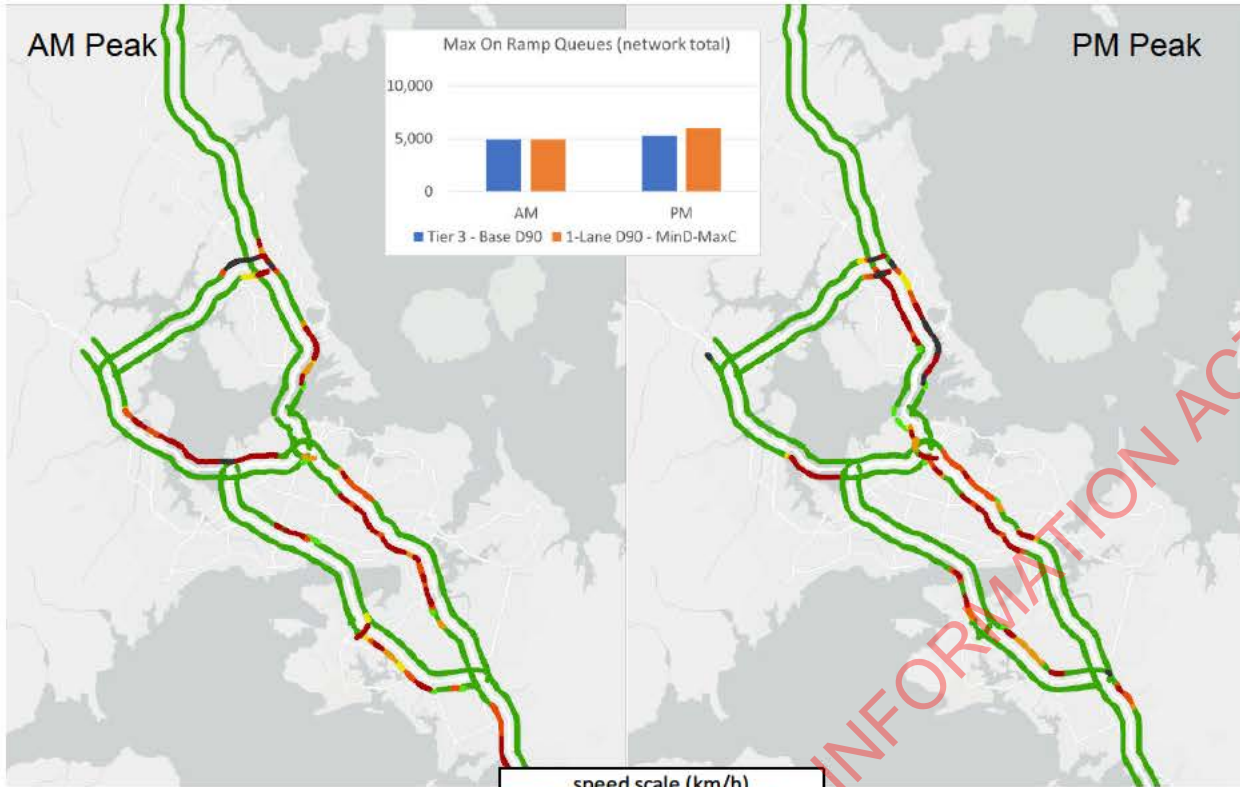 AM Peak
Max On Ramp Queues (network total)
10,000
5,000
0
AM PM
Tier 3 - Base D90 1-Lane D90 - MinD-MaxC
PM Peak
speed scale (km/h)
INFORMATION ACT